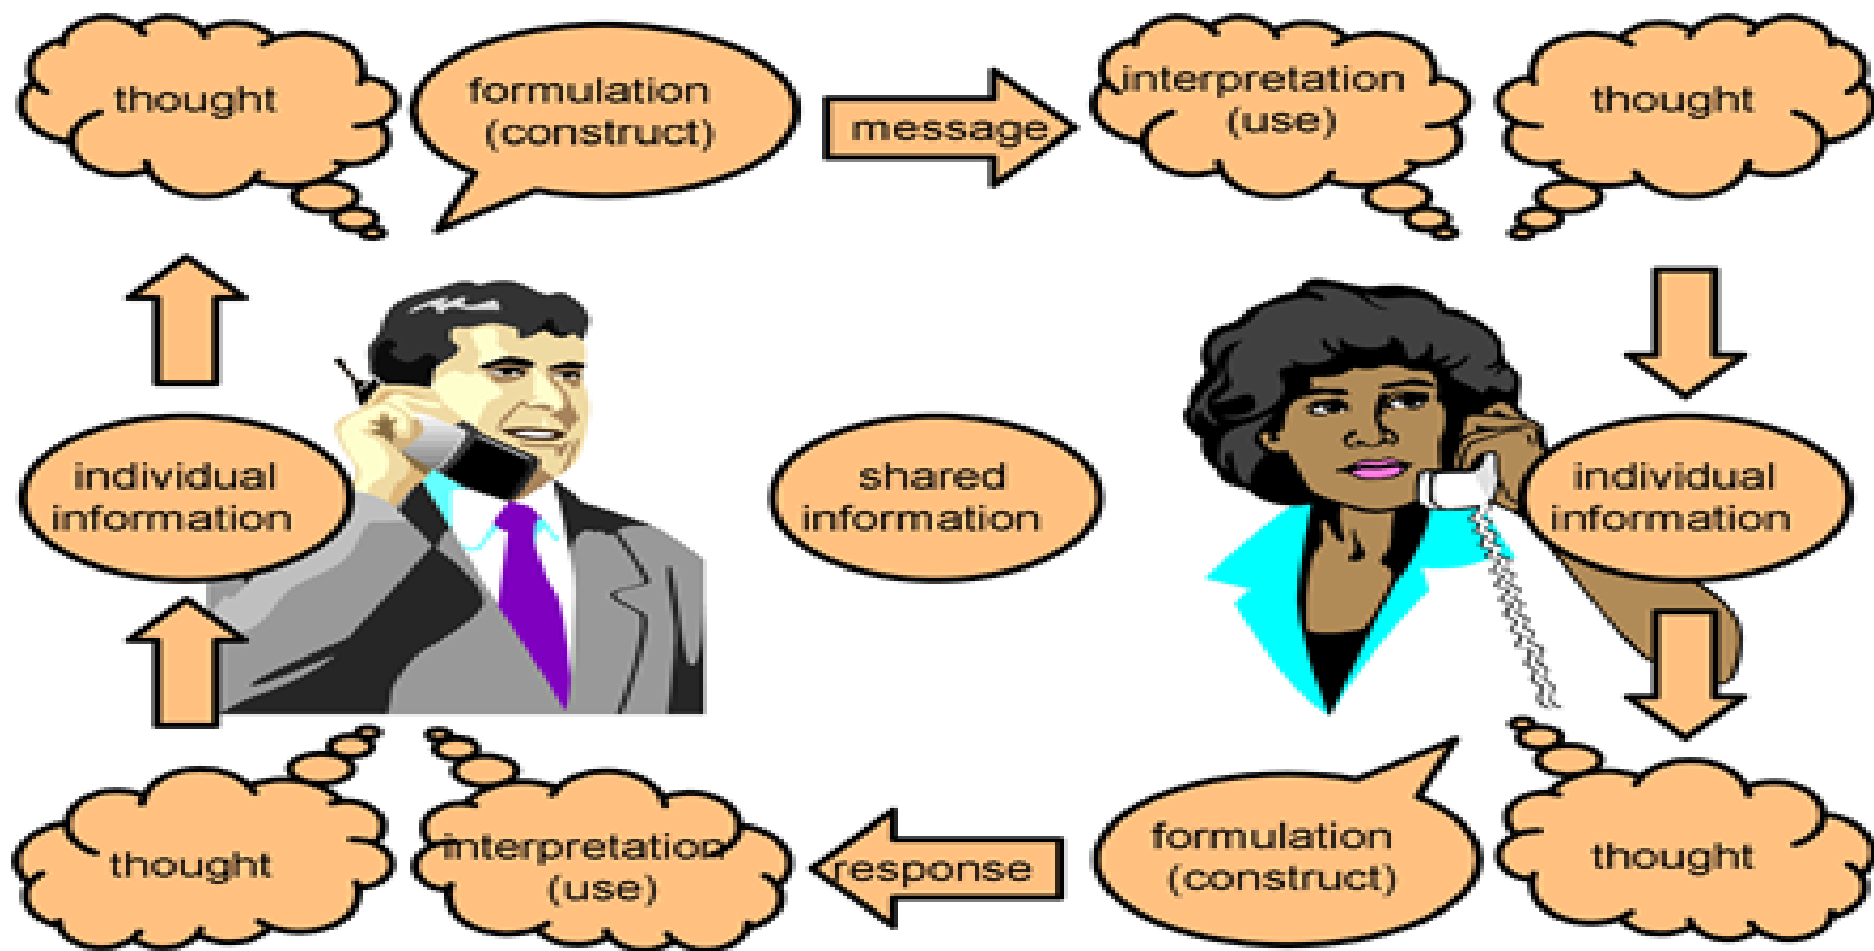 thought
formulation
(construct)
message
interpretation
(use)
thought
individual
information
shared
information
individual
information
thought
interpretation
(use)
response
formulation
(construct)
thought